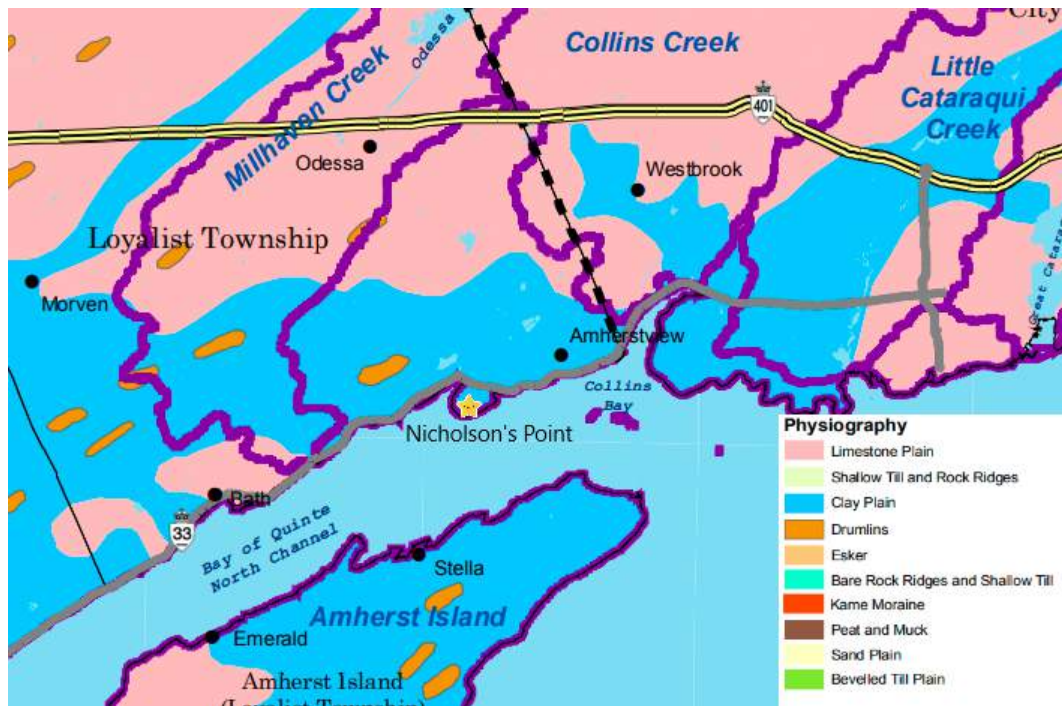 City
Collins Creek
Odessa
Millhaven Creek
Little
Cataraqui
Creek
401
Odessa
Westbrook
Loyalist Township
Morven
Amherstview
Collins
Bay
Nicholson's Point
Bath
33
Bay of Quinte
North Channel
Stella
Amherst Island
Emerald
Amherst Island
(Loyalist Township)
Physiography
Limestone Plain
Shallow Till and Rock Ridges
Clay Plain
Drumlins
Esker
Bare Rock Ridges and Shallow Till
Kame Moraine
Peat and Muck
Sand Plain
Bevelled Till Plain